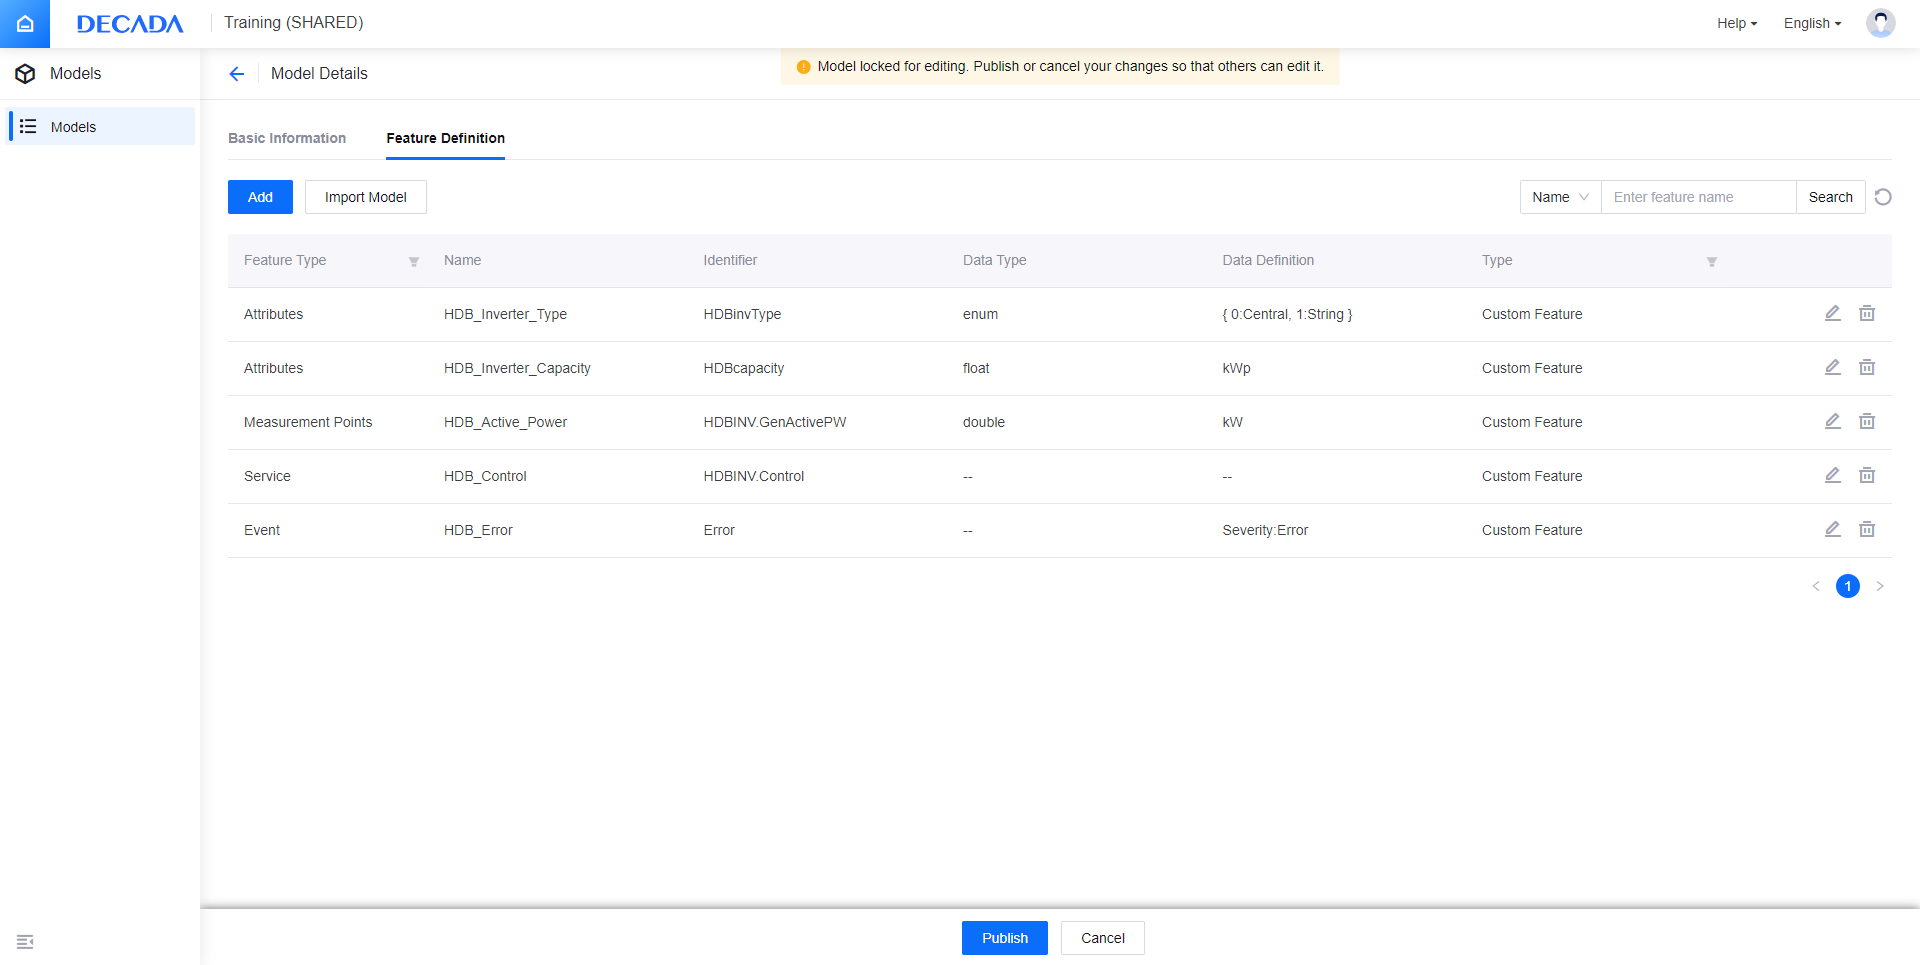 DECADA
Training (SHARED)
Help
English
Models
Model Details
Model locked for editing. Publish or cancel your changes so that others can edit it.
Models
Basic Information
Feature Definition
Add
Import Model
Name
Enter feature name
Search
Feature Type
Name
Identifier
Data Type
Data Definition
Type
Attributes
HDB_Inverter_Type
HDBinvType
enum
{ 0:Central, 1:String }
Custom Feature
Attributes
HDB_Inverter_Capacity
HDBcapacity
float
kWp
Custom Feature
Measurement Points
HDB_Active_Power
HDBINV.GenActivePW
double
kW
Custom Feature
Service
HDB_Control
HDBINV.Control
--
--
Custom Feature
Event
HDB_Error
Error
--
Severity:Error
Custom Feature
1
Publish
Cancel